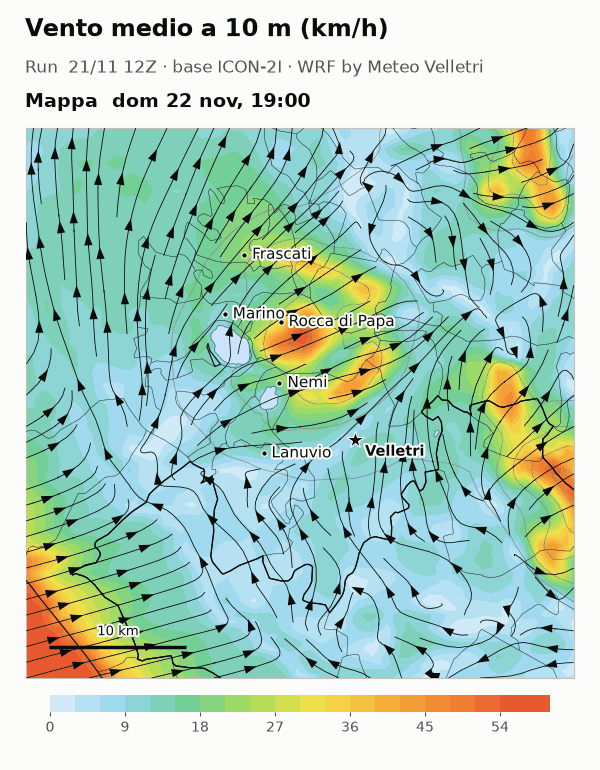 Vento medio a 10 m (km/h)
Run  21/11 12Z · base ICON-2I · WRF by Meteo Velletri
Mappa  dom 22 nov, 19:00
Frascati
Marino
Rocca di Papa
Nemi
Velletri
Lanuvio
10 km
0 9 18 27 36 45 54